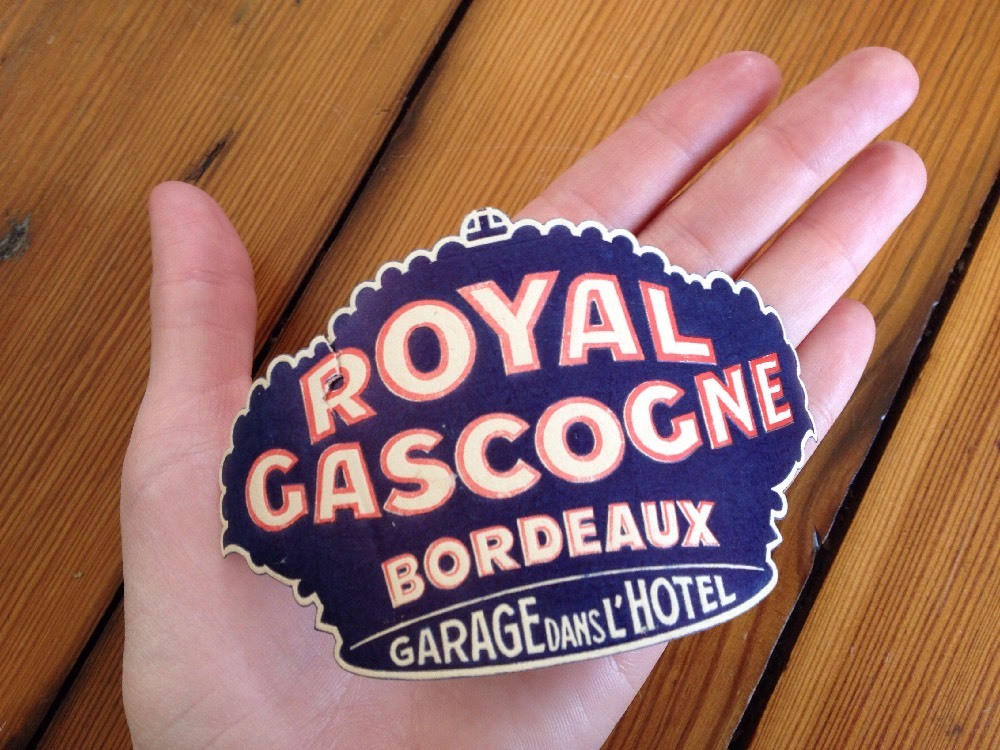 ROYAL
GASCOGNE
BORDEAUX
GARAGE DANS L'HOTEL